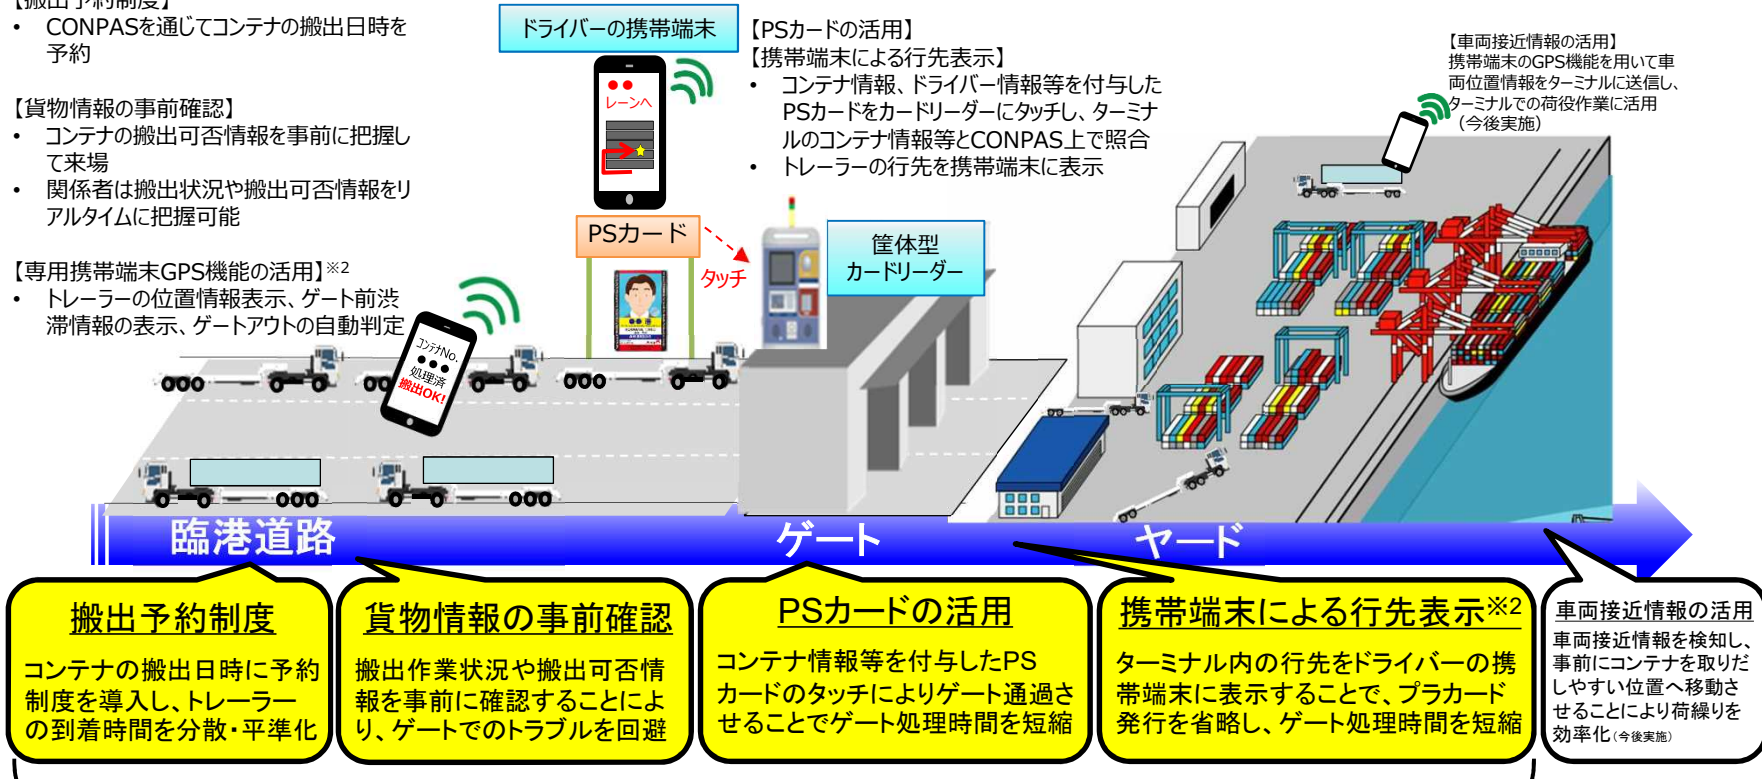 【搬出予約制度】
• CONPASを通じてコンテナの搬出日時を
予約
【貨物情報の事前確認】
• コンテナの搬出可否情報を事前に把握し
て来場
• 関係者は搬出状況や搬出可否情報をリ
アルタイムに把握可能
【専用携帯端末GPS機能の活用】※2
• トレーラーの位置情報表示、ゲート前渋
滞情報の表示、ゲートアウトの自動判定
コンテナNo.
●●●
処理済
搬出OK!
ドライバーの携帯端末
●●
レーンへ
PSカード
タッチ
筐体型
カードリーダー
【PSカードの活用】
【携帯端末による行先表示】
• コンテナ情報、ドライバー情報等を付与した
PSカードをカードリーダーにタッチし、ターミナ
ルのコンテナ情報等とCONPAS上で照合
• トレーラーの行先を携帯端末に表示
【車両接近情報の活用】
携帯端末のGPS機能を用いて車
両位置情報をターミナルに送信し、
ターミナルでの荷役作業に活用
（今後実施）
臨港道路
ゲート
ヤード
搬出予約制度
コンテナの搬出日時に予約
制度を導入し、トレーラー
の到着時間を分散・平準化
貨物情報の事前確認
搬出作業状況や搬出可否情
報を事前に確認することによ
り、ゲートでのトラブルを回避
PSカードの活用
コンテナ情報等を付与したPS
カードのタッチによりゲート通過さ
せることでゲート処理時間を短縮
携帯端末による行先表示※2
ターミナル内の行先をドライバーの携
帯端末に表示することで、プラカード
発行を省略し、ゲート処理時間を短縮
車両接近情報の活用
車両接近情報を検知し、
事前にコンテナを取りだ
しやすい位置へ移動さ
せることにより荷繰りを
効率化(今後実施)